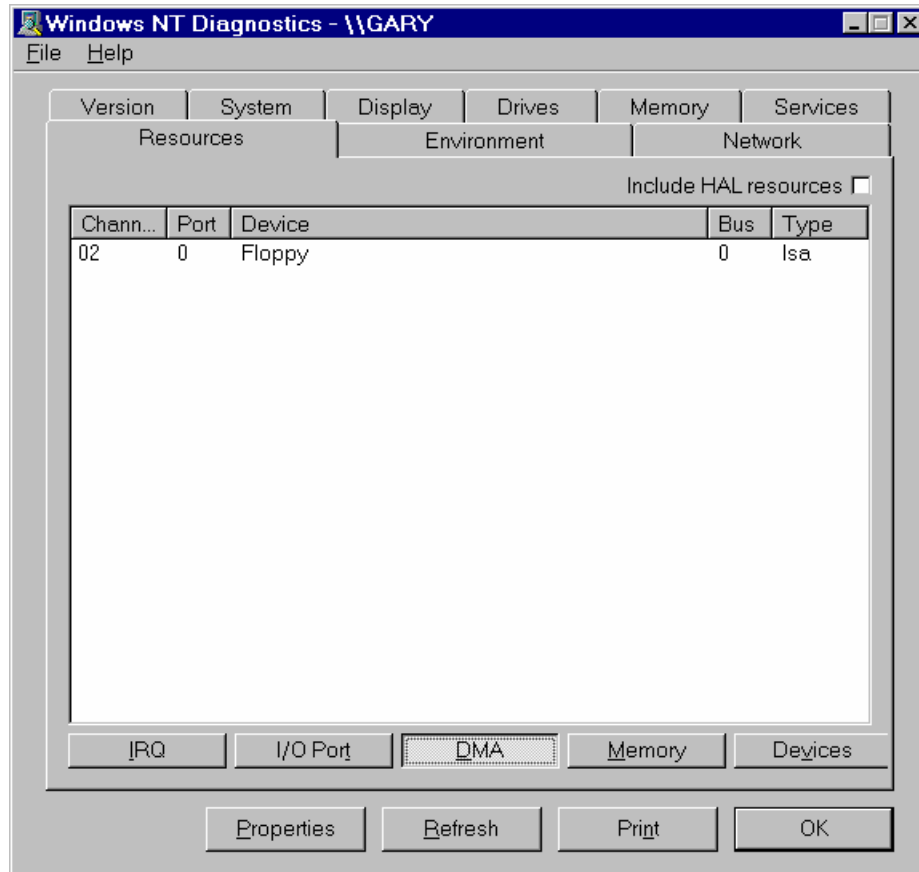 Windows NT Diagnostics - \\GARY
File Help
Version System Display Drives Memory Services
Resources Environment Network
Include HAL resources
Chann... Port Device Bus Type
02 0 Floppy 0 Isa
IRQ I/O Port DMA Memory Devices
Properties Refresh Print OK